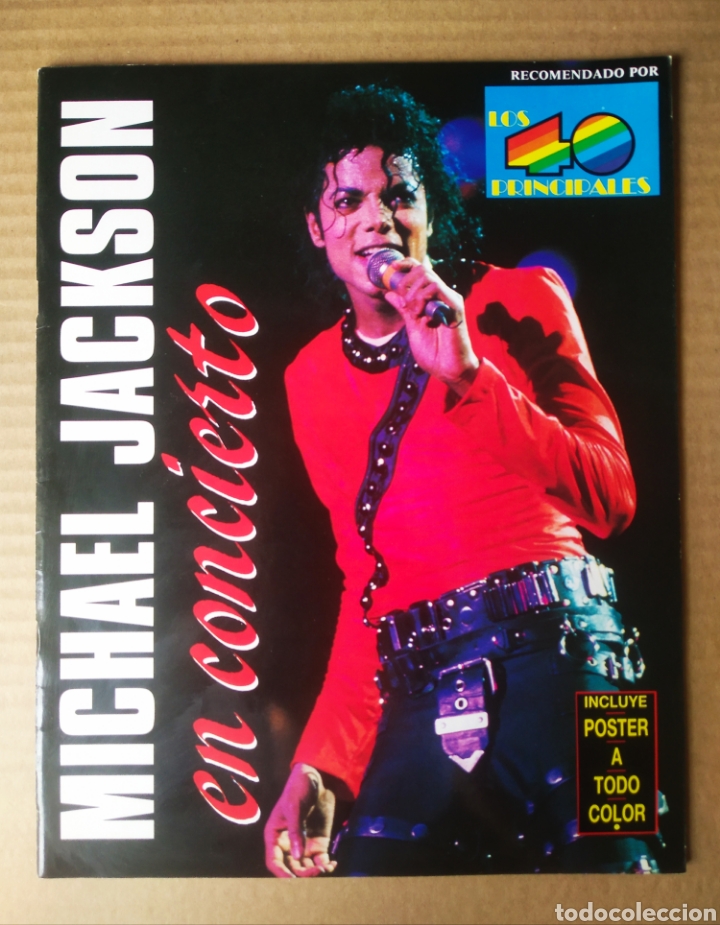 RECOMENDADO POR
LOS
40
PRINCIPALES
MICHAEL JACKSON
en concierto
INCLUYE
POSTER
A
TODO
COLOR
todocoleccion